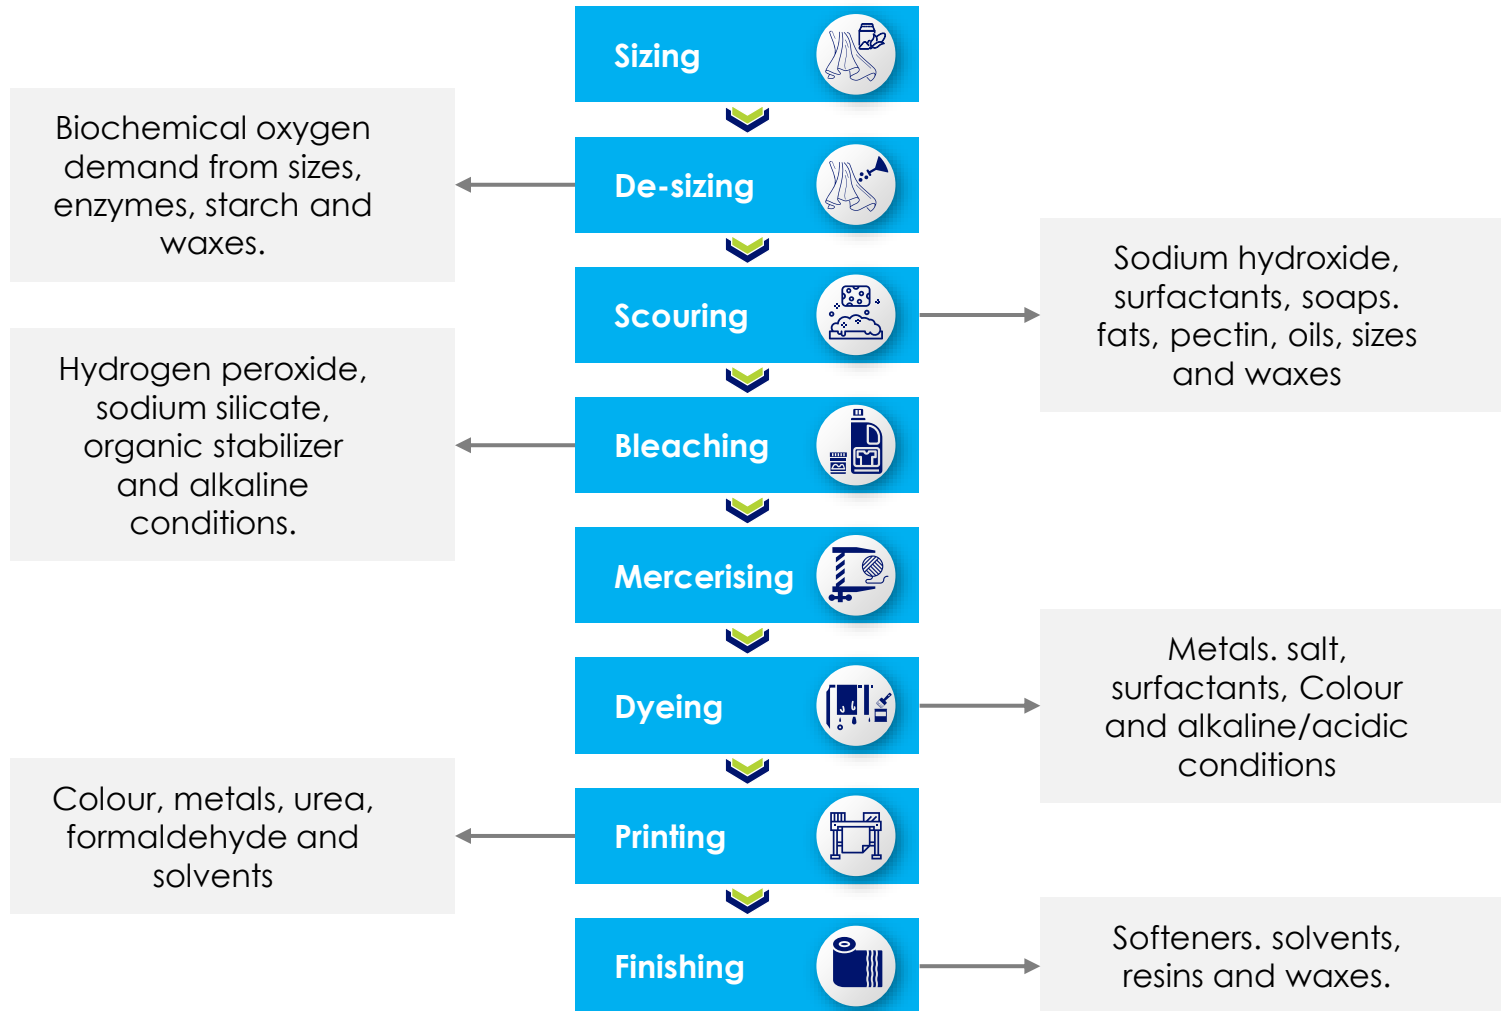 Sizing
Biochemical oxygen
demand from sizes,
enzymes, starch and
waxes.
De-sizing
Scouring
Sodium hydroxide,
surfactants, soaps.
fats, pectin, oils, sizes
and waxes
Hydrogen peroxide,
sodium silicate,
organic stabilizer
and alkaline
conditions.
Bleaching
Mercerising
Dyeing
Metals. salt,
surfactants, Colour
and alkaline/acidic
conditions
Colour, metals, urea,
formaldehyde and
solvents
Printing
Finishing
Softeners. solvents,
resins and waxes.